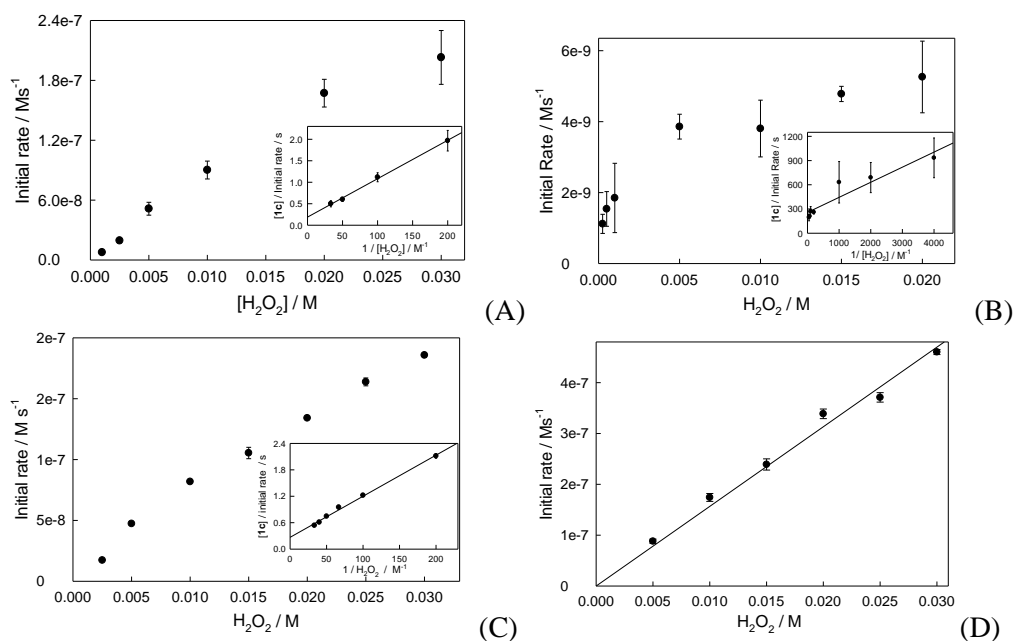 2.4e-7
1.8e-7
1.2e-7
6.0e-8
0.0
Initial rate / Ms-1
0.000 0.005 0.010 0.015 0.020 0.025 0.030
[H2O2] / M
2.0
1.5
1.0
0.5
0.0
[1c] / Initial rate / s
0 50 100 150 200
1 / [H2O2] / M-1
(A)
6e-9
4e-9
2e-9
0
Initial Rate / Ms-1
0.000 0.005 0.010 0.015 0.020
H2O2 / M
1200
900
600
300
0
[1c] / Initial Rate / s
0 1000 2000 3000 4000
1/ [H2O2] / M-1
(B)
2e-7
2e-7
1e-7
5e-8
0
Initial rate / M s-1
0.000 0.005 0.010 0.015 0.020 0.025 0.030
H2O2 / M
2.4
1.8
1.2
0.6
0.0
[1c] / initial rate / s
0 50 100 150 200
1 / H2O2 / M-1
(C)
4e-7
3e-7
2e-7
1e-7
0
Initial rate / Ms-1
0.000 0.005 0.010 0.015 0.020 0.025 0.030
H2O2 / M
(D)